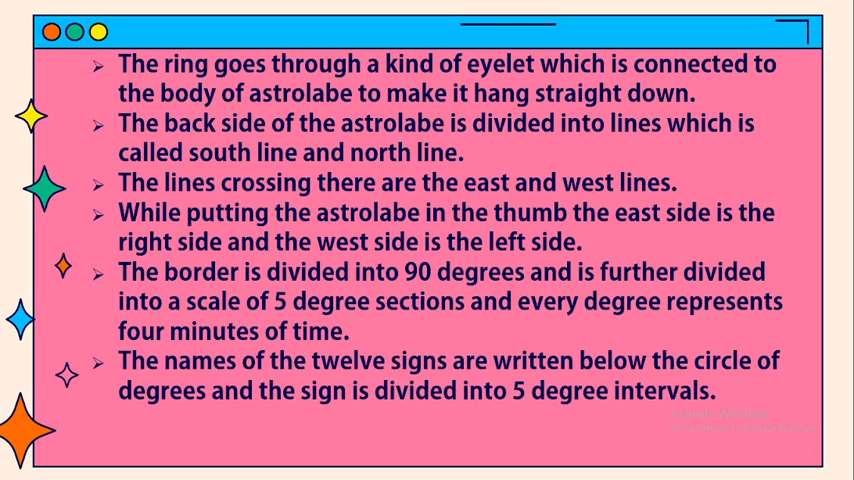 The ring goes through a kind of eyelet which is connected to
the body of astrolabe to make it hang straight down.
The back side of the astrolabe is divided into lines which is
called south line and north line.
The lines crossing there are the east and west lines.
While putting the astrolabe in the thumb the east side is the
right side and the west side is the left side.
The border is divided into 90 degrees and is further divided
into a scale of 5 degree sections and every degree represents
four minutes of time.
The names of the twelve signs are written below the circle of
degrees and the sign is divided into 5 degree intervals.
Activate Windows
Go to Settings to activate Windows.